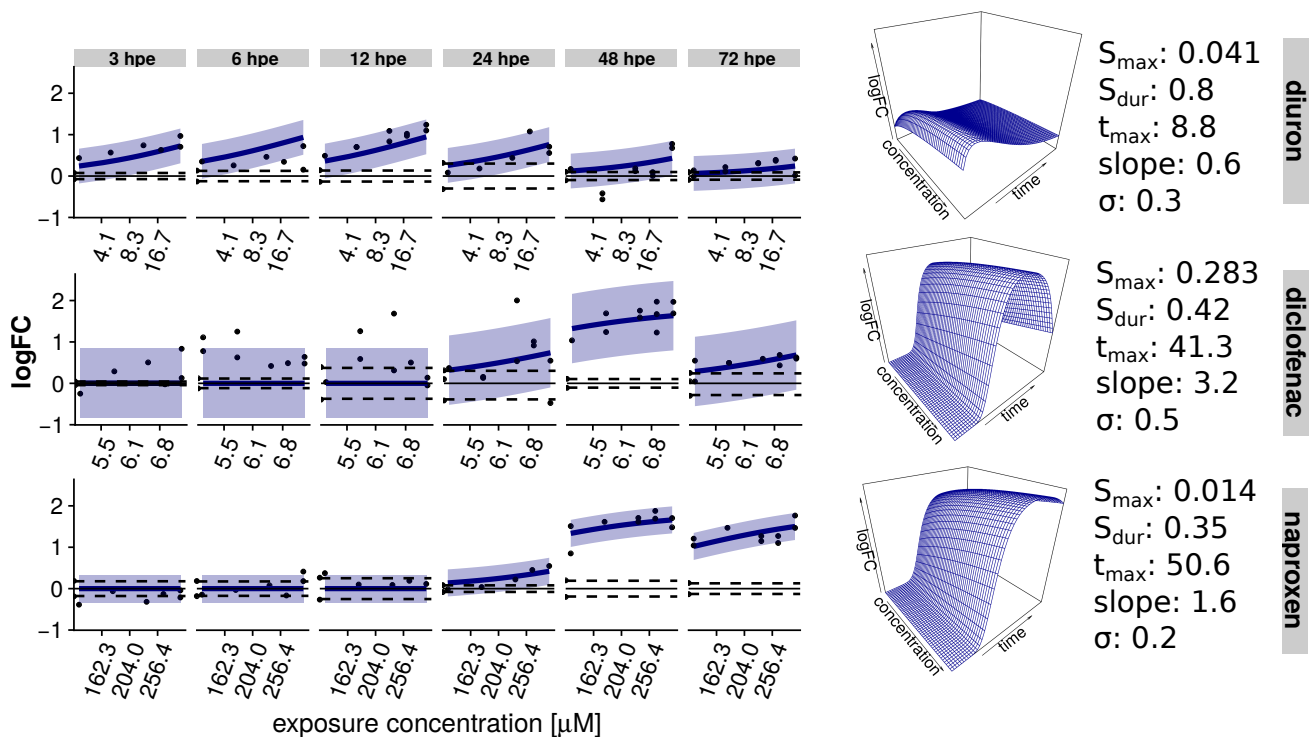 3 hpe 6 hpe 12 hpe 24 hpe 48 hpe 72 hpe
2
1
0
−1
4.1 8.3 16.7 4.1 8.3 16.7 4.1 8.3 16.7 4.1 8.3 16.7 4.1 8.3 16.7 4.1 8.3 16.7
logFC
concentration
time
Smax: 0.041
Sdur: 0.8
tmax: 8.8
slope: 0.6
σ: 0.3
diuron
logFC
2
1
0
−1
5.5 6.1 6.8 5.5 6.1 6.8 5.5 6.1 6.8 5.5 6.1 6.8 5.5 6.1 6.8 5.5 6.1 6.8
logFC
concentration
time
Smax: 0.283
Sdur: 0.42
tmax: 41.3
slope: 3.2
σ: 0.5
diclofenac
2
1
0
−1
162.3 204.0 256.4 162.3 204.0 256.4 162.3 204.0 256.4 162.3 204.0 256.4 162.3 204.0 256.4 162.3 204.0 256.4
logFC
concentration
time
Smax: 0.014
Sdur: 0.35
tmax: 50.6
slope: 1.6
σ: 0.2
naproxen
exposure concentration [μM]